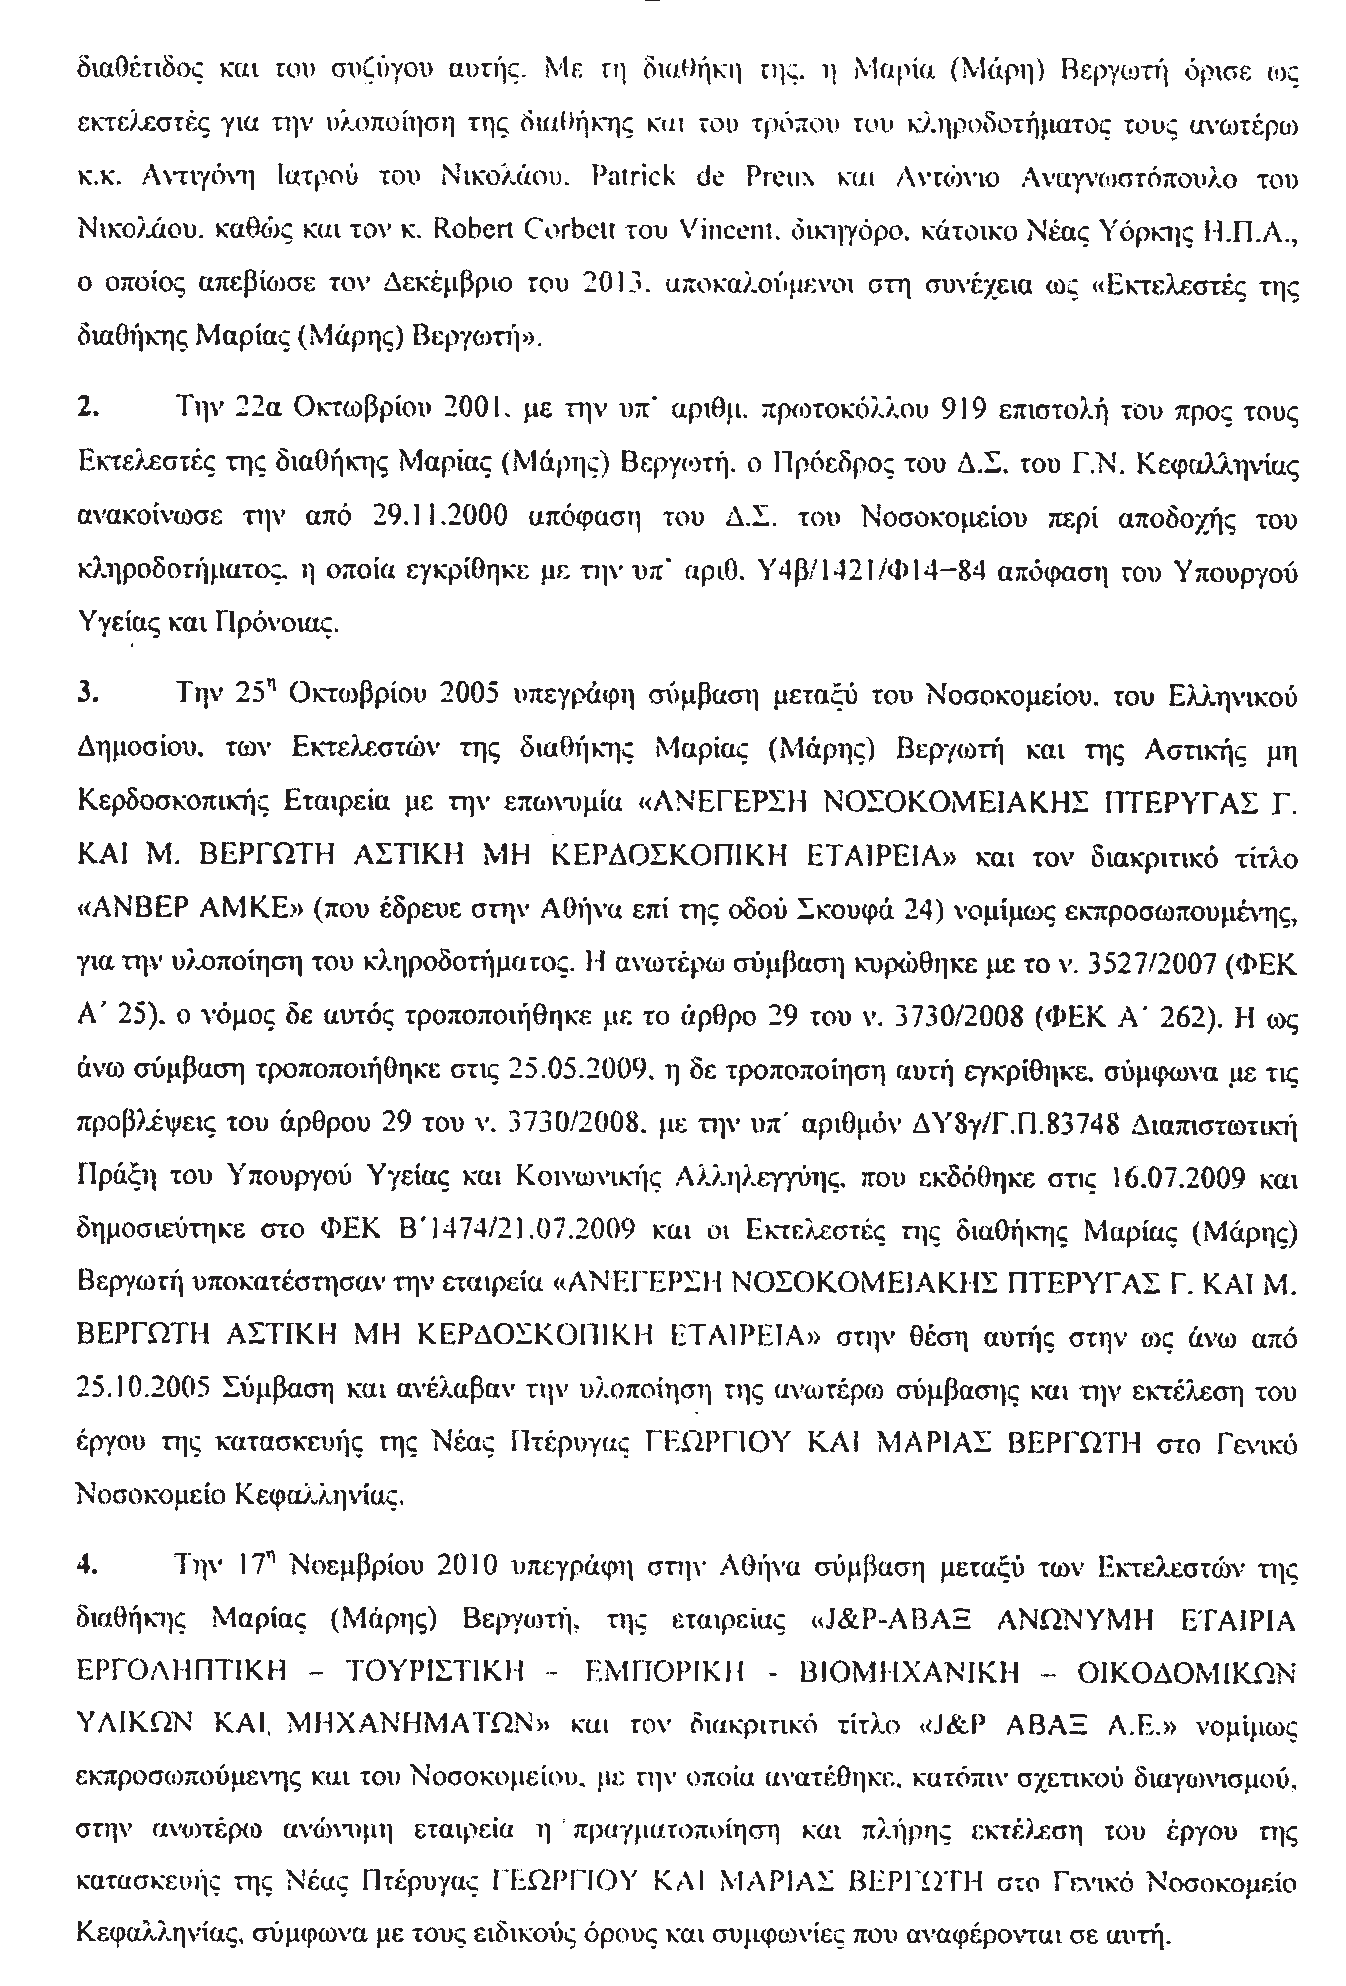 διαθέτιδος και του συζύγου αυτής. Με τη διαθήκη της, η Μαρία (Μάρη) Βεργωτή όρισε ως
εκτελεστές για την υλοποίηση της διαθήκης και του τρόπου του κληροδοτήματος τους ανωτέρω
κ.κ. Αντιγόνη Ιατρού του Νικολάου, Patrick de Preux και Αντώνιο Αναγνωστόπουλο του
Νικολάου, καθώς και τον κ. Robert Corbett του Vincent, δικηγόρο, κάτοικο Νέας Υόρκης Η.Π.Α.,
ο οποίος απεβίωσε τον Δεκέμβριο του 2013, αποκαλούμενοι στη συνέχεια ως «Εκτελεστές της
διαθήκης Μαρίας (Μάρης) Βεργωτή».
2. Την 22α Οκτωβρίου 2001, με την υπ' αριθμ. πρωτοκόλλου 919 επιστολή του προς τους
Εκτελεστές της διαθήκης Μαρίας (Μάρης) Βεργωτή, ο Πρόεδρος του Δ.Σ. του Γ.Ν. Κεφαλληνίας
ανακοίνωσε την από 29.11.2000 απόφαση του Δ.Σ. του Νοσοκομείου περί αποδοχής του
κληροδοτήματος, η οποία εγκρίθηκε με την υπ' αριθ. Υ4β/1421/Φ14-84 απόφαση του Υπουργού
Υγείας και Πρόνοιας.
3. Την 25η Οκτωβρίου 2005 υπεγράφη σύμβαση μεταξύ του Νοσοκομείου, του Ελληνικού
Δημοσίου, των Εκτελεστών της διαθήκης Μαρίας (Μάρης) Βεργωτή και της Αστικής μη
Κερδοσκοπικής Εταιρεία με την επωνυμία «ΑΝΕΓΕΡΣΗ ΝΟΣΟΚΟΜΕΙΑΚΗΣ ΠΤΕΡΥΓΑΣ Γ.
ΚΑΙ Μ. ΒΕΡΓΩΤΗ ΑΣΤΙΚΗ ΜΗ ΚΕΡΔΟΣΚΟΠΙΚΗ ΕΤΑΙΡΕΙΑ» και τον διακριτικό τίτλο
«ΑΝΒΕΡ ΑΜΚΕ» (που έδρευε στην Αθήνα επί της οδού Σκουφά 24) νομίμως εκπροσωπουμένης,
για την υλοποίηση του κληροδοτήματος. Η ανωτέρω σύμβαση κυρώθηκε με το ν. 3527/2007 (ΦΕΚ
Α' 25), ο νόμος δε αυτός τροποποιήθηκε με το άρθρο 29 του ν. 3730/2008 (ΦΕΚ Α' 262). Η ως
άνω σύμβαση τροποποιήθηκε στις 25.05.2009, η δε τροποποίηση αυτή εγκρίθηκε, σύμφωνα με τις
προβλέψεις του άρθρου 29 του ν. 3730/2008, με την υπ' αριθμόν ΔΥ8γ/Γ.Π.83748 Διαπιστωτική
Πράξη του Υπουργού Υγείας και Κοινωνικής Αλληλεγγύης, που εκδόθηκε στις 16.07.2009 και
δημοσιεύτηκε στο ΦΕΚ Β'1474/21.07.2009 και οι Εκτελεστές της διαθήκης Μαρίας (Μάρης)
Βεργωτή υποκατέστησαν την εταιρεία «ΑΝΕΓΕΡΣΗ ΝΟΣΟΚΟΜΕΙΑΚΗΣ ΠΤΕΡΥΓΑΣ Γ. ΚΑΙ Μ.
ΒΕΡΓΩΤΗ ΑΣΤΙΚΗ ΜΗ ΚΕΡΔΟΣΚΟΠΙΚΗ ΕΤΑΙΡΕΙΑ» στην θέση αυτής στην ως άνω από
25.10.2005 Σύμβαση και ανέλαβαν την υλοποίηση της ανωτέρω σύμβασης και την εκτέλεση του
έργου της κατασκευής της Νέας Πτέρυγας ΓΕΩΡΓΙΟΥ ΚΑΙ ΜΑΡΙΑΣ ΒΕΡΓΩΤΗ στο Γενικό
Νοσοκομείο Κεφαλληνίας.
4. Την 17η Νοεμβρίου 2010 υπεγράφη στην Αθήνα σύμβαση μεταξύ των Εκτελεστών της
διαθήκης Μαρίας (Μάρης) Βεργωτή, της εταιρείας «J&P-ΑΒΑΞ ΑΝΩΝΥΜΗ ΕΤΑΙΡΙΑ
ΕΡΓΟΛΗΠΤΙΚΗ – ΤΟΥΡΙΣΤΙΚΗ - ΕΜΠΟΡΙΚΗ - ΒΙΟΜΗΧΑΝΙΚΗ – ΟΙΚΟΔΟΜΙΚΩΝ
ΥΛΙΚΩΝ ΚΑΙ, ΜΗΧΑΝΗΜΑΤΩΝ» και τον διακριτικό τίτλο «J&P ΑΒΑΞ Α.Ε.» νομίμως
εκπροσωπούμενης και του Νοσοκομείου, με την οποία ανατέθηκε, κατόπιν σχετικού διαγωνισμού,
στην ανωτέρω ανώνυμη εταιρεία η πραγματοποίηση και πλήρης εκτέλεση του έργου της
κατασκευής της Νέας Πτέρυγας ΓΕΩΡΓΙΟΥ ΚΑΙ ΜΑΡΙΑΣ ΒΕΡΓΩΤΗ στο Γενικό Νοσοκομείο
Κεφαλληνίας, σύμφωνα με τους ειδικούς όρους και συμφωνίες που αναφέρονται σε αυτή.